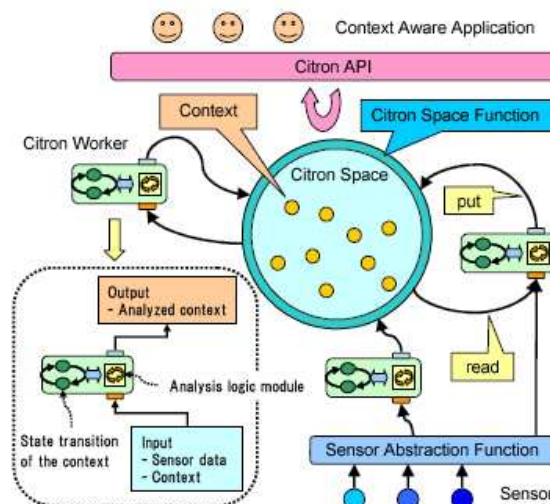 Context Aware Application
Citron API
Context
Citron Space Function
Citron Worker
Citron Space
put
Output
- Analyzed context
read
Analysis logic module
State transition
of the context
Input
- Sensor data
- Context
Sensor Abstraction Function
Sensor